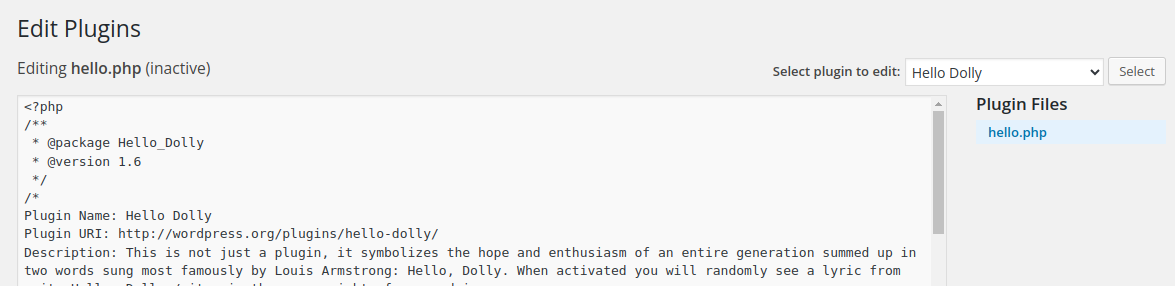 Edit Plugins
Editing hello.php (inactive)
Select plugin to edit: Hello Dolly Select
Plugin Files
hello.php
<?php
/**
 * @package Hello_Dolly
 * @version 1.6
 */
/*
Plugin Name: Hello Dolly
Plugin URI: http://wordpress.org/plugins/hello-dolly/
Description: This is not just a plugin, it symbolizes the hope and enthusiasm of an entire generation summed up in
two words sung most famously by Louis Armstrong: Hello, Dolly. When activated you will randomly see a lyric from